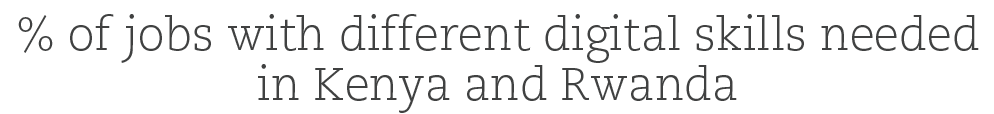 % of jobs with different digital skills needed
in Kenya and Rwanda